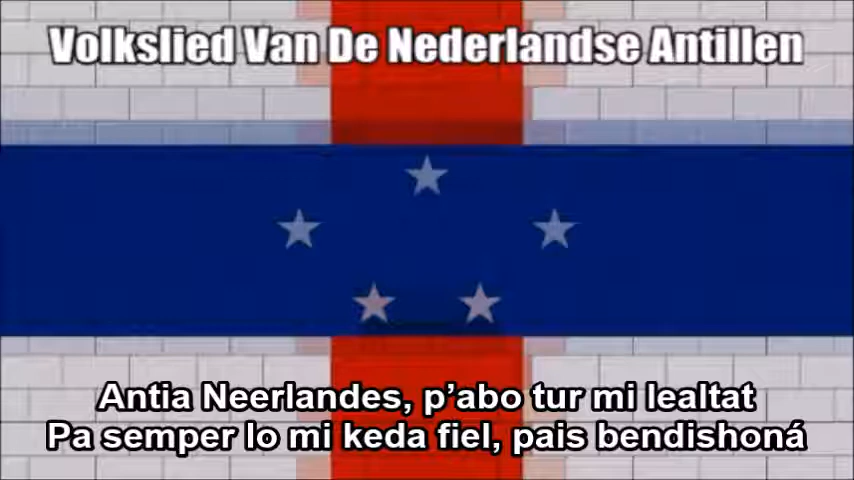 Volkslied Van De Nederlandse Antillen
Antia Neerlandes, p’abo tur mi lealtat
Pa semper lo mi keda fiel, pais bendishoná